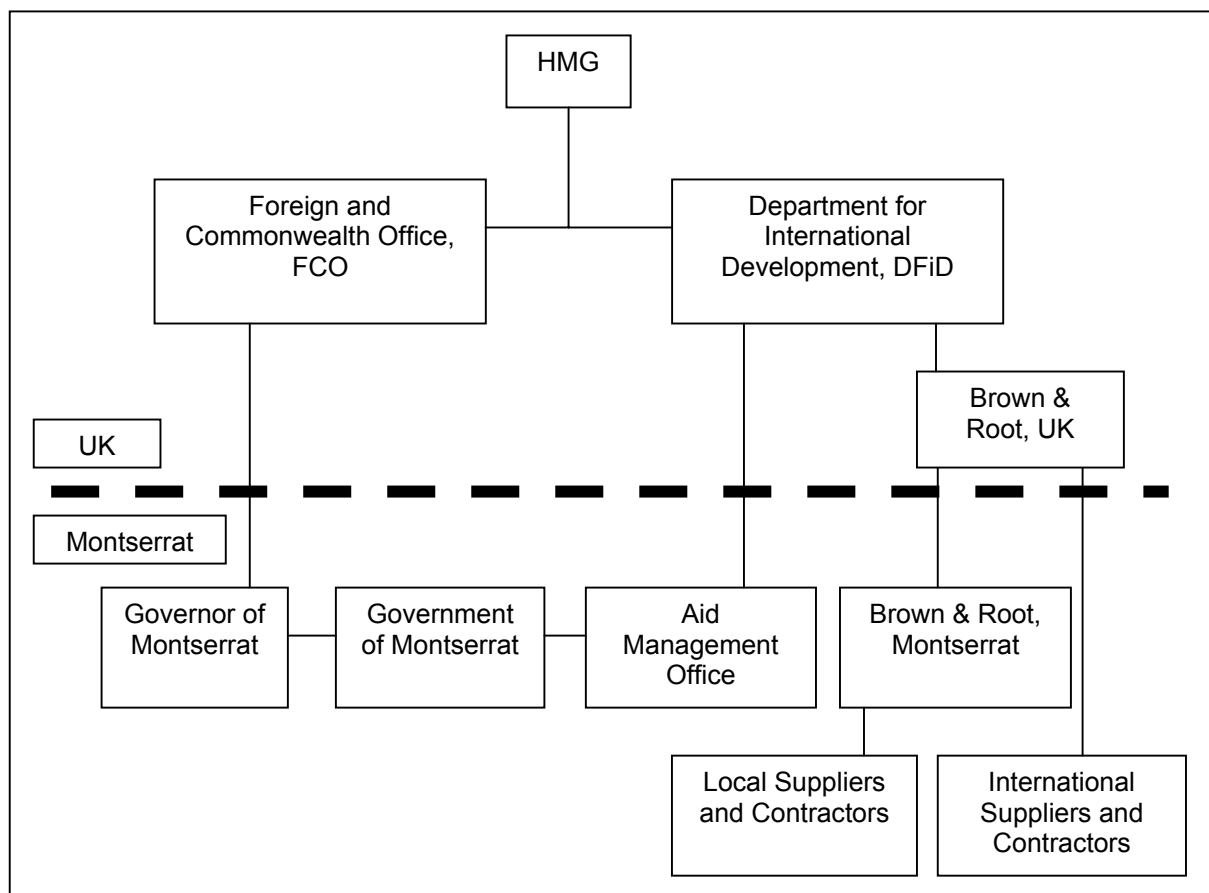 HMG
Foreign and
Commonwealth Office,
FCO
Department for
International
Development, DFiD
Brown &
Root, UK
UK
Montserrat
Governor of
Montserrat
Government
of Montserrat
Aid
Management
Office
Brown & Root,
Montserrat
Local Suppliers
and Contractors
International
Suppliers and
Contractors